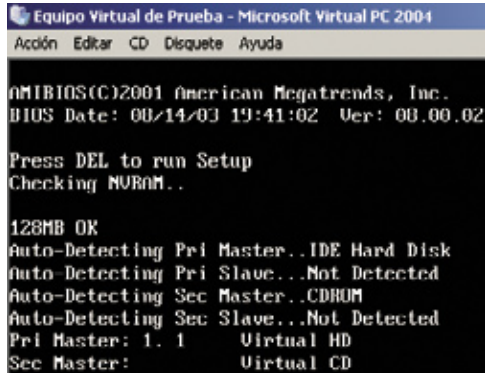 Equipo Virtual de Prueba - Microsoft Virtual PC 2004
Acción Editar CD Disquete Ayuda
AMIBIOS(C)2001 American Megatrends, Inc.
BIOS Date: 08/14/03 19:41:02 Ver: 08.00.02
Press DEL to run Setup
Checking NVRAM..
128MB OK
Auto-Detecting Pri Master..IDE Hard Disk
Auto-Detecting Pri Slave...Not Detected
Auto-Detecting Sec Master..CDROM
Auto-Detecting Sec Slave...Not Detected
Pri Master: 1. 1 Virtual HD
Sec Master: Virtual CD